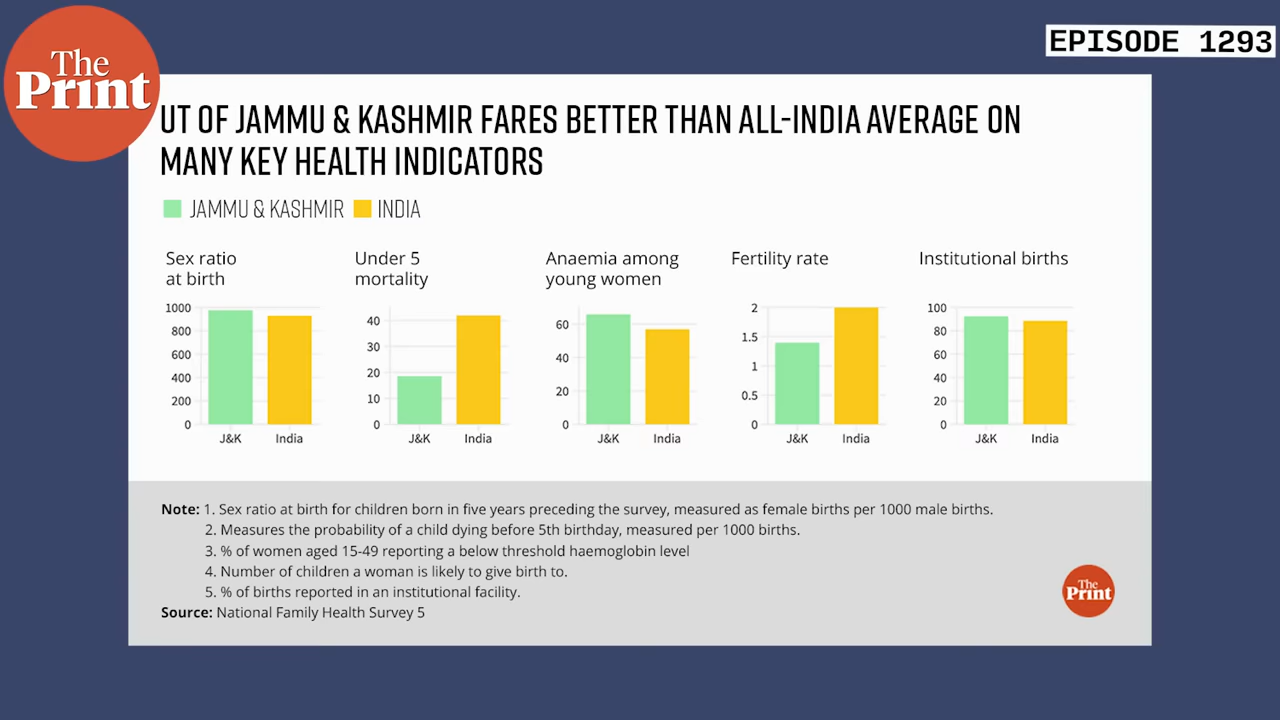 The
Print
EPISODE 1293
UT OF JAMMU & KASHMIR FARES BETTER THAN ALL-INDIA AVERAGE ON
MANY KEY HEALTH INDICATORS
JAMMU & KASHMIR INDIA
Sex ratio
at birth
1000
800
600
400
200
0
J&K India
Under 5
mortality
40
30
20
10
0
J&K India
Anaemia among
young women
60
40
20
0
J&K India
Fertility rate
2
1.5
1
0.5
0
J&K India
Institutional births
100
80
60
40
20
0
J&K India
Note: 1. Sex ratio at birth for children born in five years preceding the survey, measured as female births per 1000 male births.
2. Measures the probability of a child dying before 5th birthday, measured per 1000 births.
3. % of women aged 15-49 reporting a below threshold haemoglobin level
4. Number of children a woman is likely to give birth to.
5. % of births reported in an institutional facility.
Source: National Family Health Survey 5
The
Print